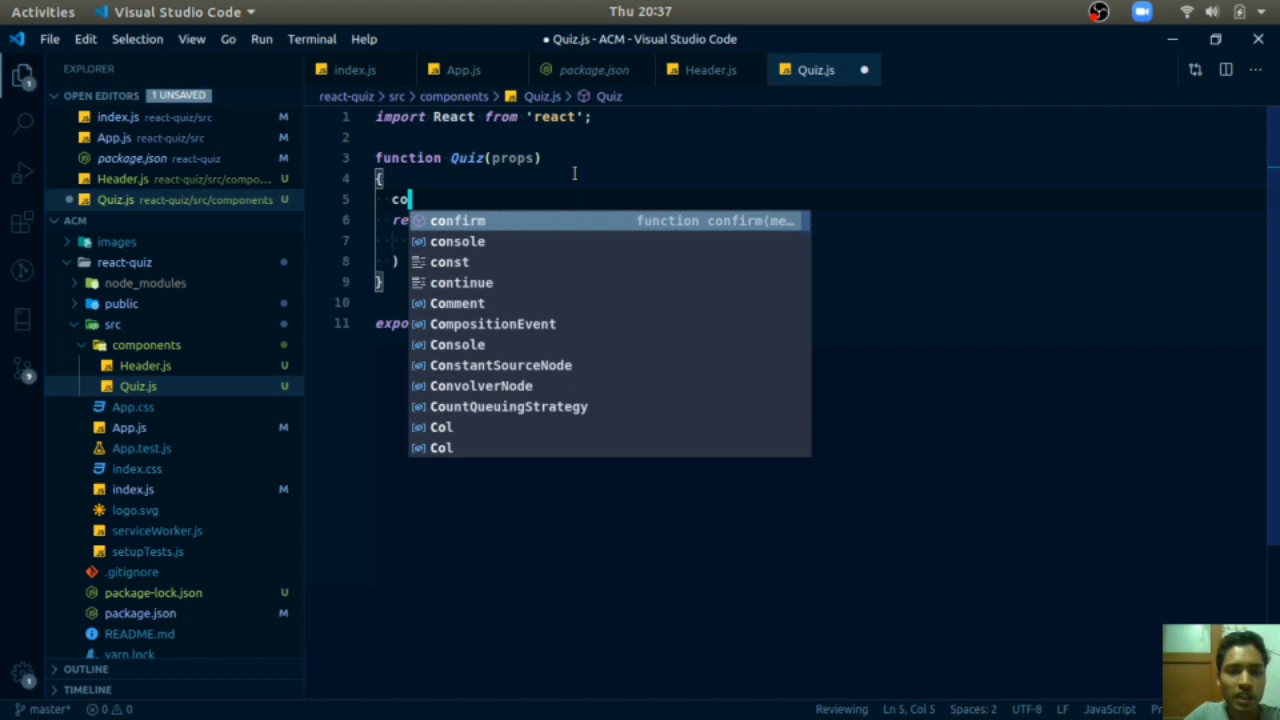 Activities Visual Studio Code Thu 20:37
File Edit Selection View Go Run Terminal Help ● Quiz.js - ACM - Visual Studio Code
EXPLORER
index.js App.js package.json Header.js Quiz.js
OPEN EDITORS 1 UNSAVED
index.js react-quiz/src M
App.js react-quiz/src M
package.json react-quiz M
Header.js react-quiz/src/compo... U
Quiz.js react-quiz/src/components U
ACM
images
react-quiz
node_modules
public
src
components
Header.js U
Quiz.js U
App.css
App.js M
App.test.js
index.css
index.js M
logo.svg
serviceWorker.js
setupTests.js
.gitignore
package-lock.json U
package.json M
README.md
yarn.lock
OUTLINE
TIMELINE
react-quiz > src > components > Quiz.js > Quiz
1 import React from 'react';
2
3 function Quiz(props)
4 {
5 co
6 re
7
8 )
9 }
10
11 expo
confirm function confirm(me...
console
const
continue
Comment
CompositionEvent
Console
ConstantSourceNode
ConvolverNode
CountQueuingStrategy
Col
Col
1
9
1
master* 0 0 Reviewing Ln 5, Col 5 Spaces: 2 UTF-8 LF JavaScript